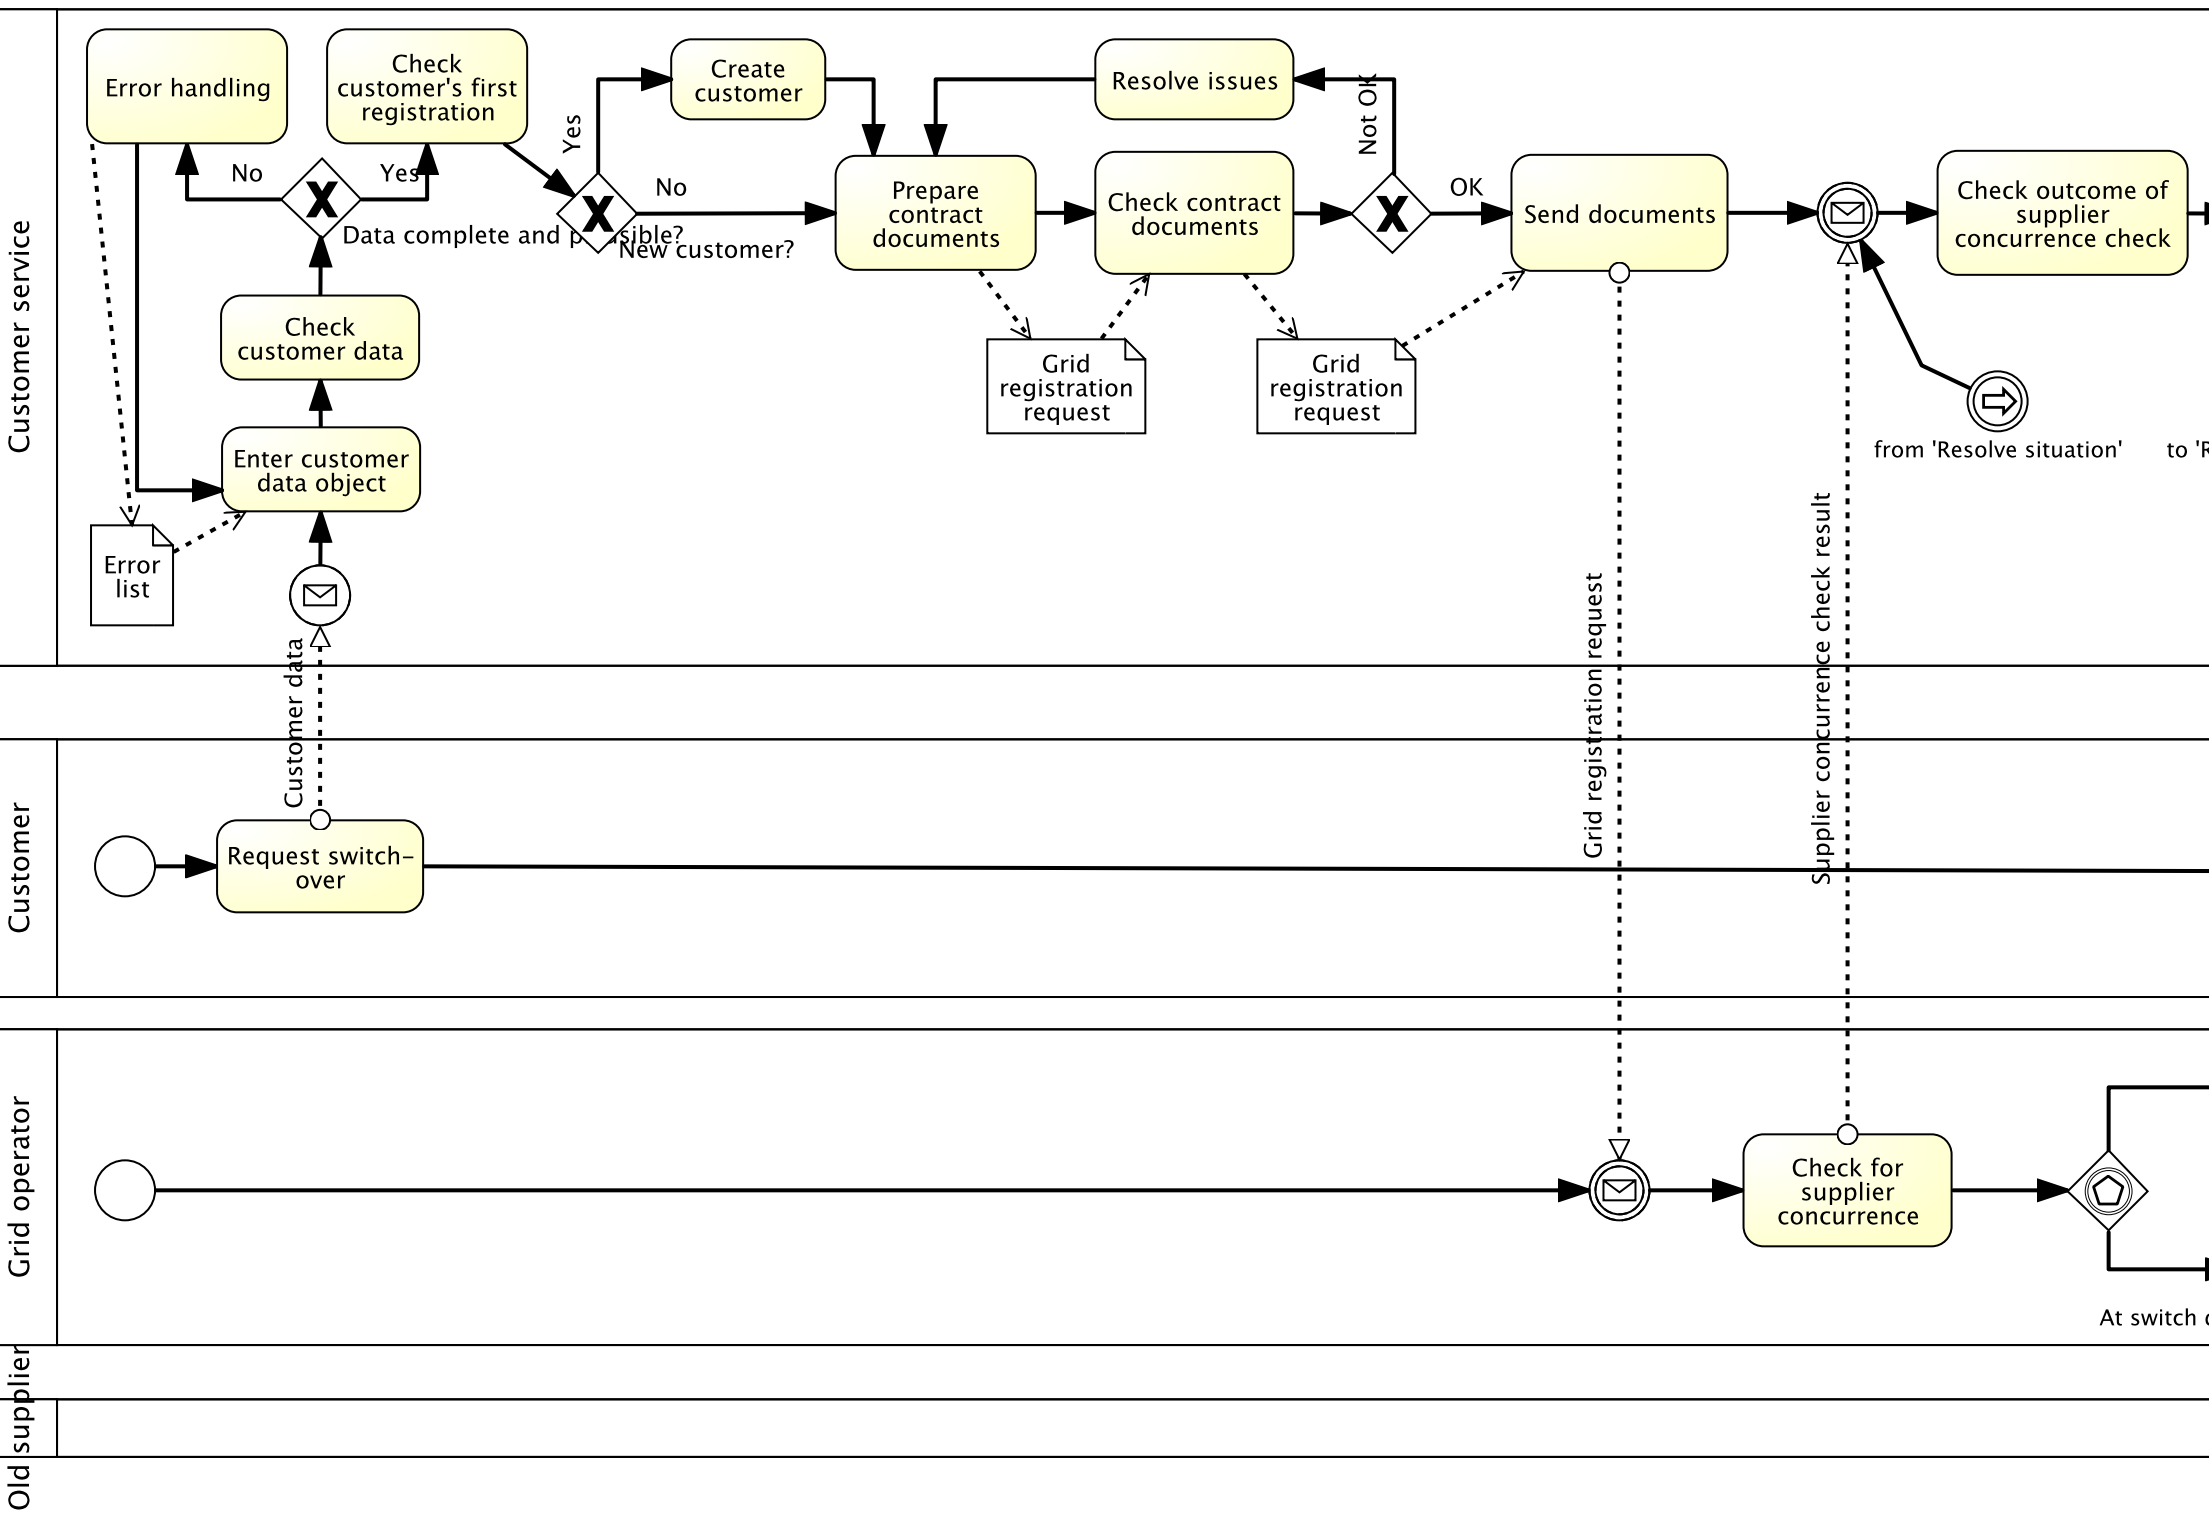 Customer service
Error handling
Check
customer's first
registration
Create
customer
Resolve issues
Yes
Not OK
No
Yes
No
OK
Prepare
contract
documents
Check contract
documents
Send documents
Check outcome of
supplier
concurrence check
Data complete and plausible?
New customer?
Check
customer data
Grid
registration
request
Grid
registration
request
from 'Resolve situation'
to 'R
Enter customer
data object
Error
list
Customer data
Grid registration request
Supplier concurrence check result
Customer
Request switch-
over
Grid operator
Check for
supplier
concurrence
At switch
Old supplier